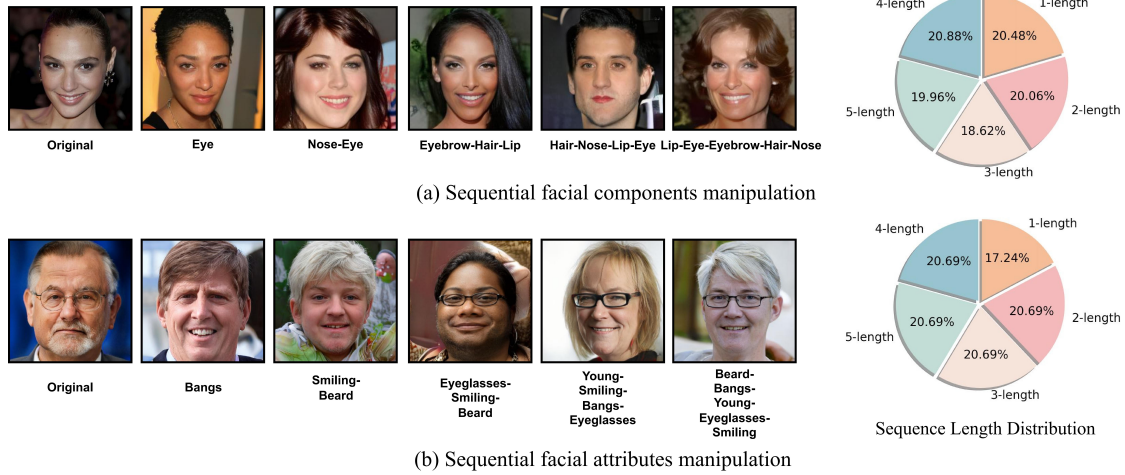 4-length
1-length
20.88%
20.48%
19.96%
20.06%
5-length
2-length
18.62%
3-length
Original
Eye
Nose-Eye
Eyebrow-Hair-Lip
Hair-Nose-Lip-Eye
Lip-Eye-Eyebrow-Hair-Nose
(a) Sequential facial components manipulation
4-length
1-length
20.69%
17.24%
20.69%
20.69%
5-length
2-length
20.69%
3-length
Original
Bangs
Smiling-
Beard
Eyeglasses-
Smiling-
Beard
Young-
Smiling-
Bangs-
Eyeglasses
Beard-
Bangs-
Young-
Eyeglasses-
Smiling
Sequence Length Distribution
(b) Sequential facial attributes manipulation